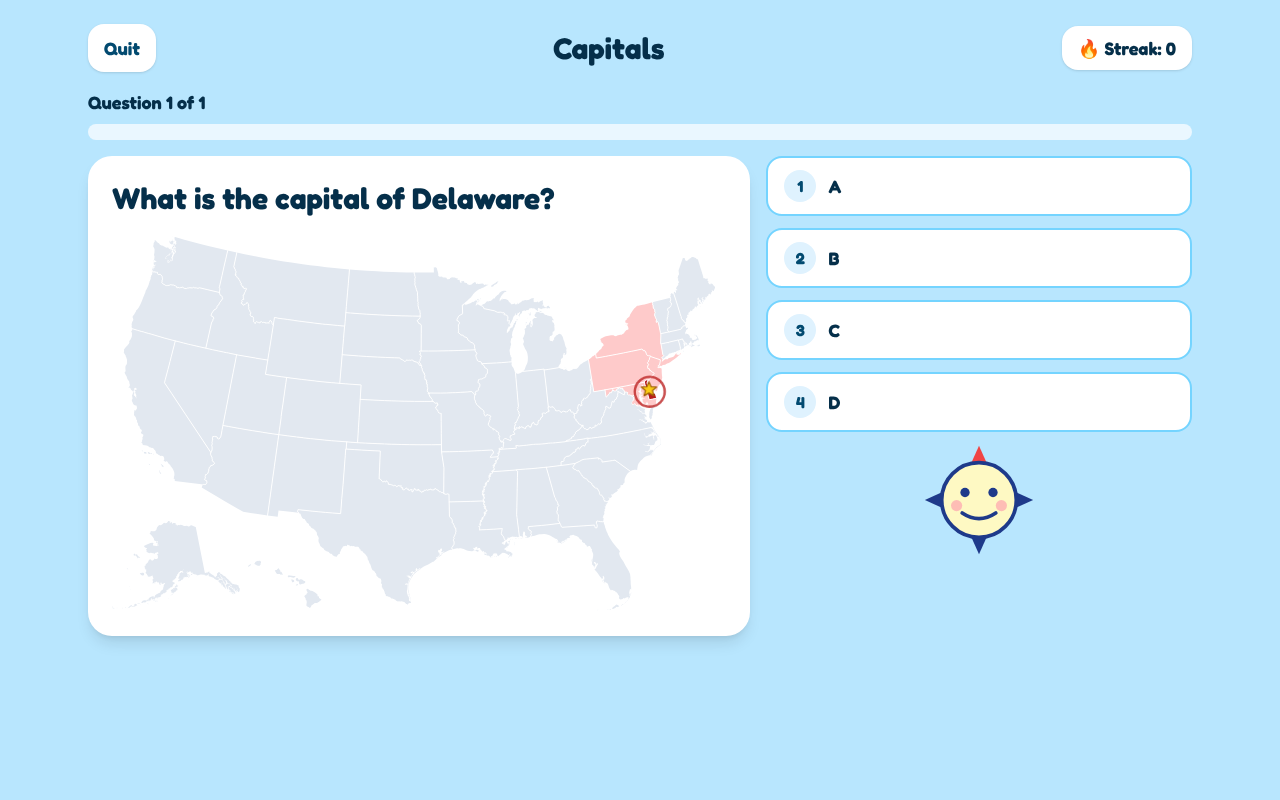 Quit
Capitals
🔥 Streak: 0
Question 1 of 1
What is the capital of Delaware?
1 A
2 B
3 C
4 D